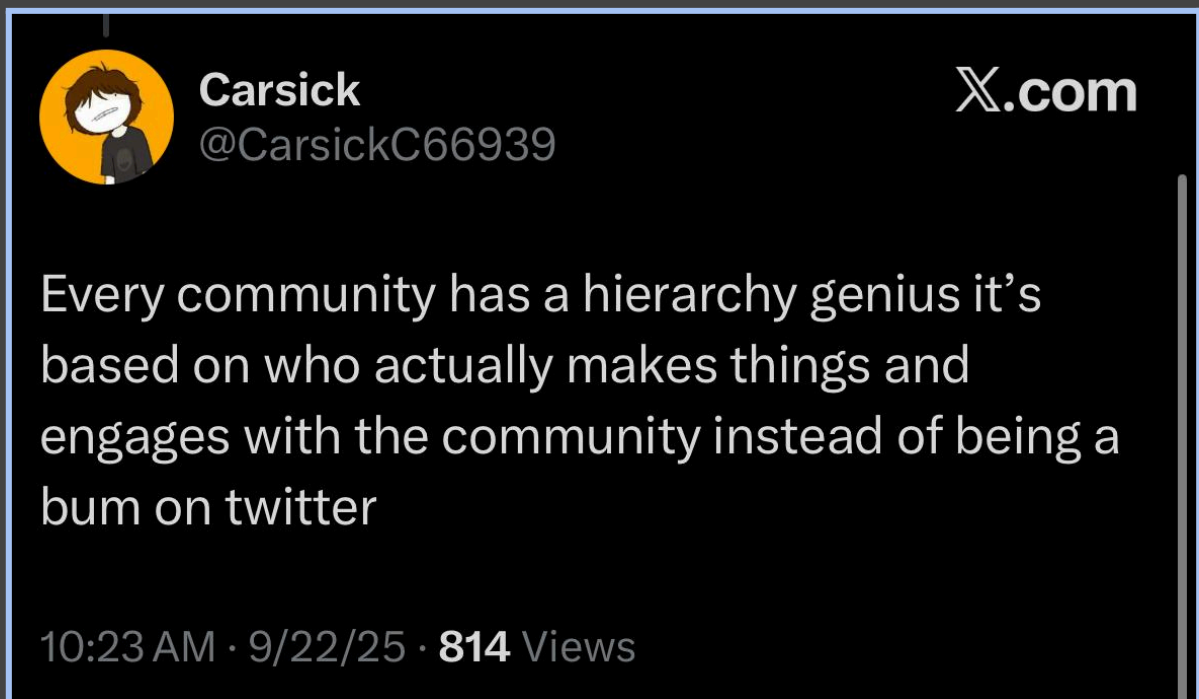 Carsick
X.com
@CarsickC66939
Every community has a hierarchy genius it’s
based on who actually makes things and
engages with the community instead of being a
bum on twitter
10:23 AM · 9/22/25 · 814 Views